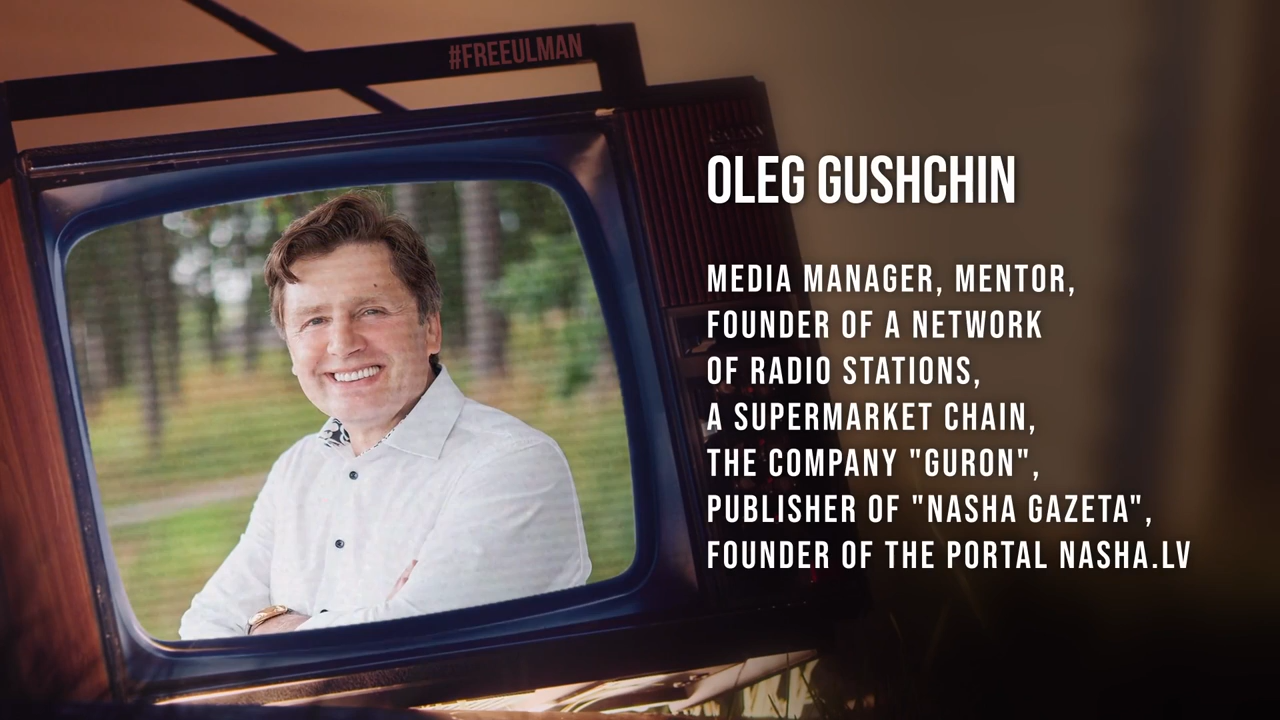 #FREEULMAN
OLEG GUSHCHIN
MEDIA MANAGER, MENTOR,
FOUNDER OF A NETWORK
OF RADIO STATIONS,
A SUPERMARKET CHAIN,
THE COMPANY "GURON",
PUBLISHER OF "NASHA GAZETA",
FOUNDER OF THE PORTAL NASHA.LV